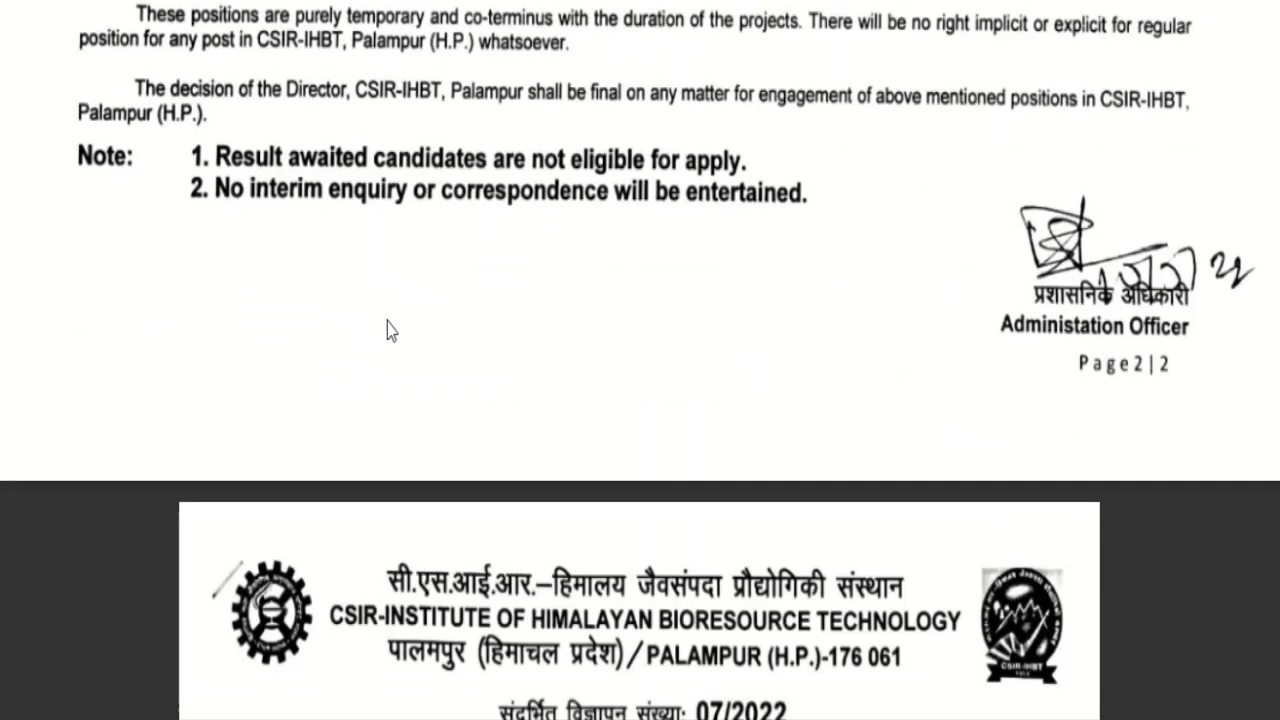 These positions are purely temporary and co-terminus with the duration of the projects. There will be no right implicit or explicit for regular
position for any post in CSIR-IHBT, Palampur (H.P.) whatsoever.
The decision of the Director, CSIR-IHBT, Palampur shall be final on any matter for engagement of above mentioned positions in CSIR-IHBT,
Palampur (H.P.).
Note: 1. Result awaited candidates are not eligible for apply.
2. No interim enquiry or correspondence will be entertained.
प्रशासनिक अधिकारी
Administation Officer
Page2|2
सी.एस.आई.आर.–हिमालय जैवसंपदा प्रौद्योगिकी संस्थान
CSIR-INSTITUTE OF HIMALAYAN BIORESOURCE TECHNOLOGY
पालमपुर (हिमाचल प्रदेश)/PALAMPUR (H.P.)-176 061
CSIR-IHBT
संदर्भित विज्ञापन संख्या: 07/2022